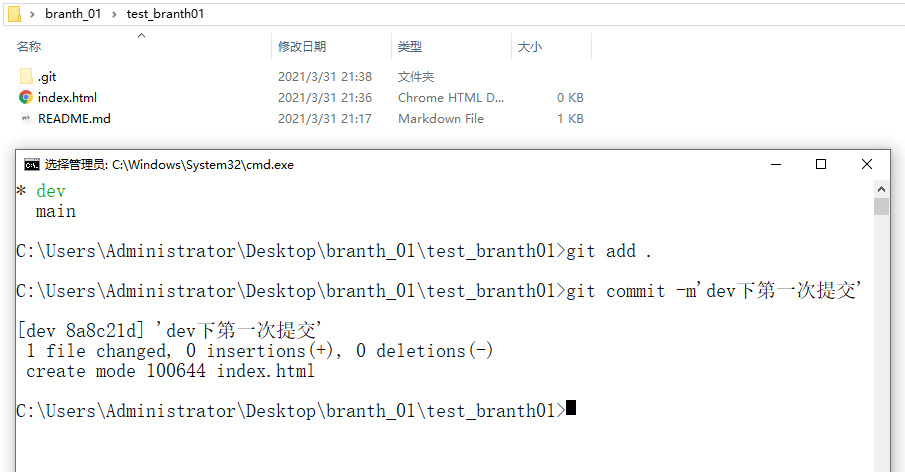 branth_01 › test_branth01
名称 修改日期 类型 大小
.git 2021/3/31 21:38 文件夹
index.html 2021/3/31 21:36 Chrome HTML D... 0 KB
README.md 2021/3/31 21:17 Markdown File 1 KB
选择管理员: C:\Windows\System32\cmd.exe
* dev
main
C:\Users\Administrator\Desktop\branth_01\test_branth01>git add .
C:\Users\Administrator\Desktop\branth_01\test_branth01>git commit -m'dev下第一次提交'
[dev 8a8c21d] 'dev下第一次提交'
1 file changed, 0 insertions(+), 0 deletions(-)
create mode 100644 index.html
C:\Users\Administrator\Desktop\branth_01\test_branth01>